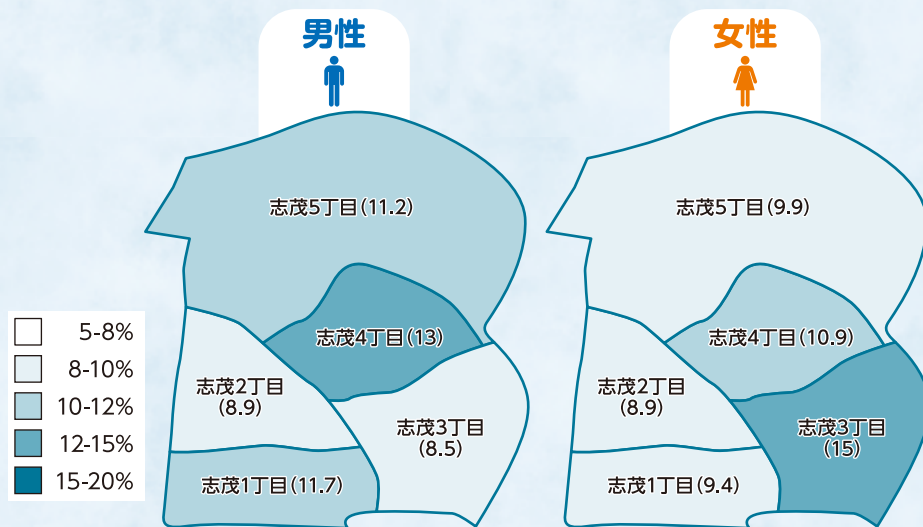 男性
女性
志茂5丁目(11.2)
志茂5丁目(9.9)
志茂4丁目(13)
志茂4丁目(10.9)
志茂2丁目
(8.9)
志茂2丁目
(8.9)
志茂3丁目
(8.5)
志茂3丁目
(15)
志茂1丁目(11.7)
志茂1丁目(9.4)
5-8%
8-10%
10-12%
12-15%
15-20%